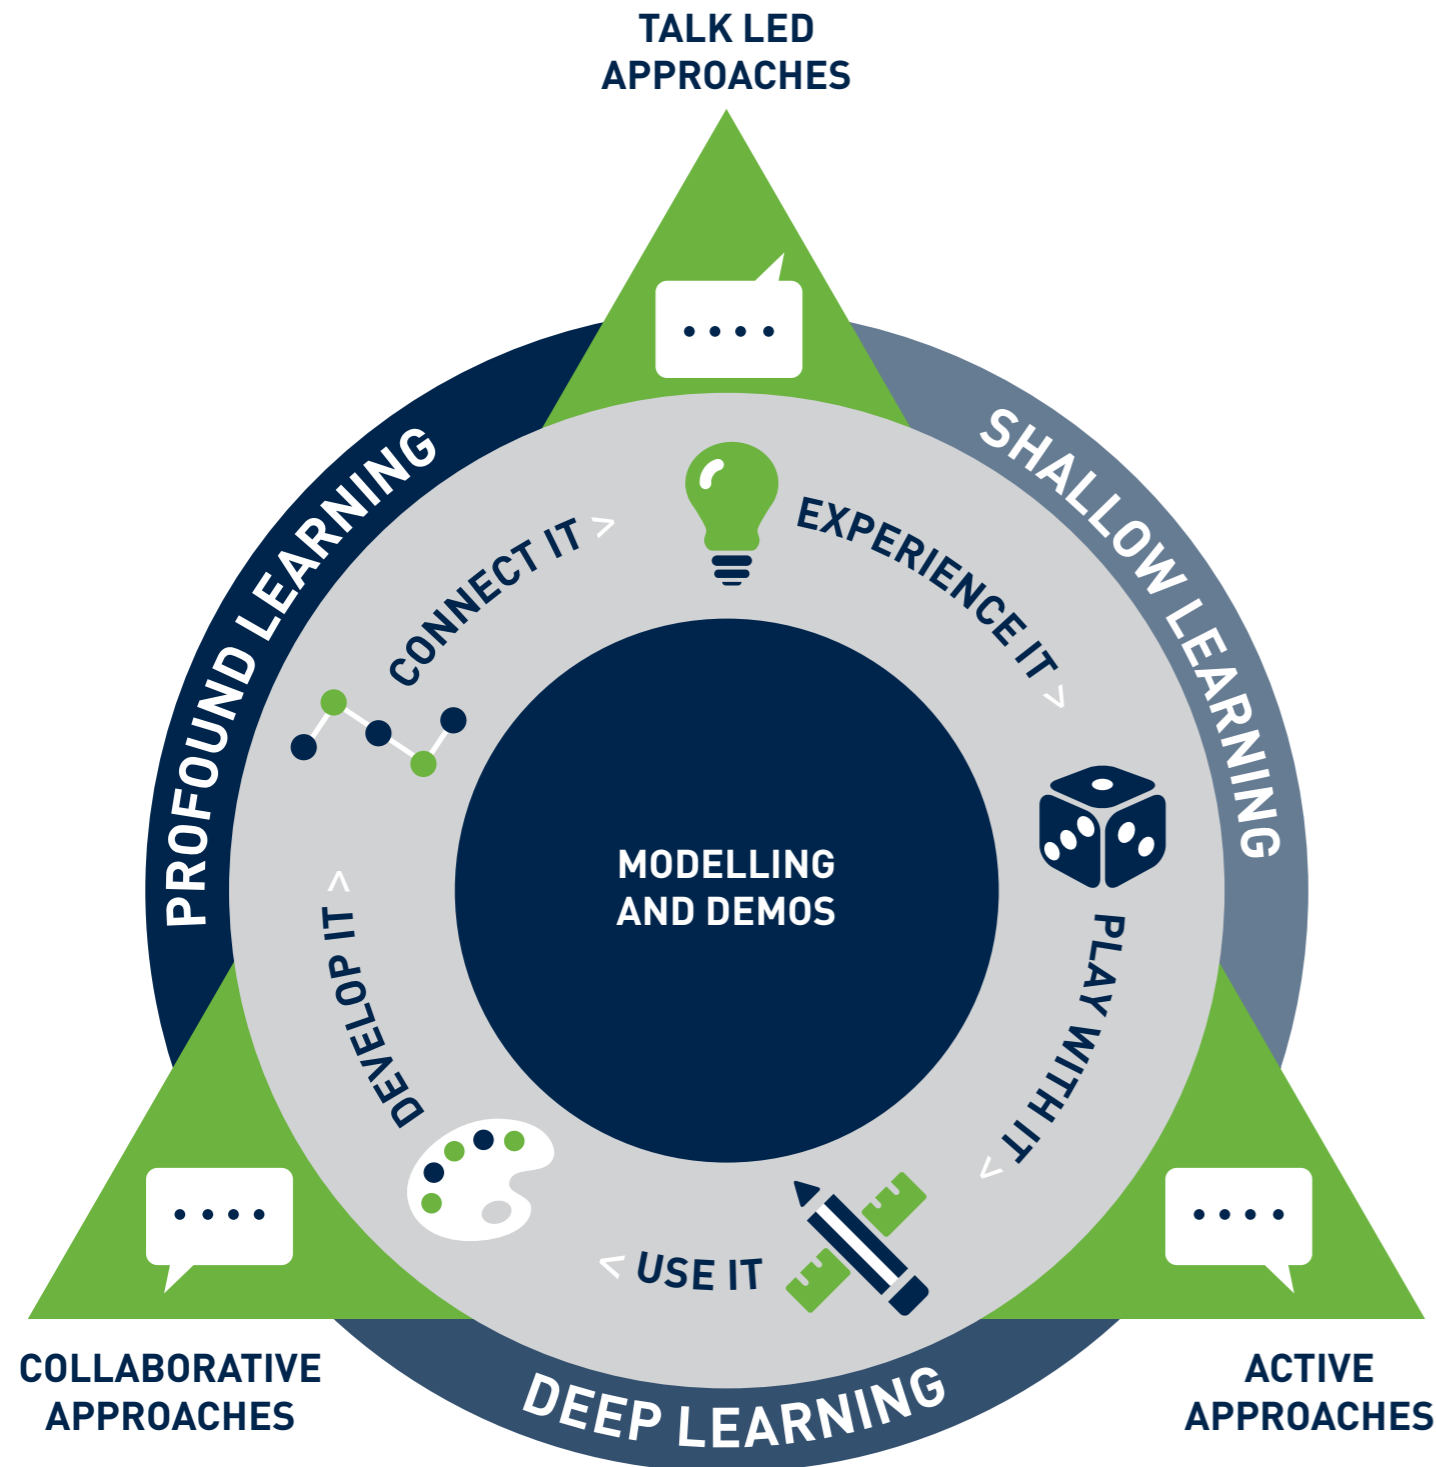 TALK LED
APPROACHES
PROFOUND LEARNING
SHALLOW LEARNING
CONNECT IT >
EXPERIENCE IT >
MODELLING
AND DEMOS
DEVELOP IT >
PLAY WITH IT >
< USE IT
COLLABORATIVE
APPROACHES
DEEP LEARNING
ACTIVE
APPROACHES